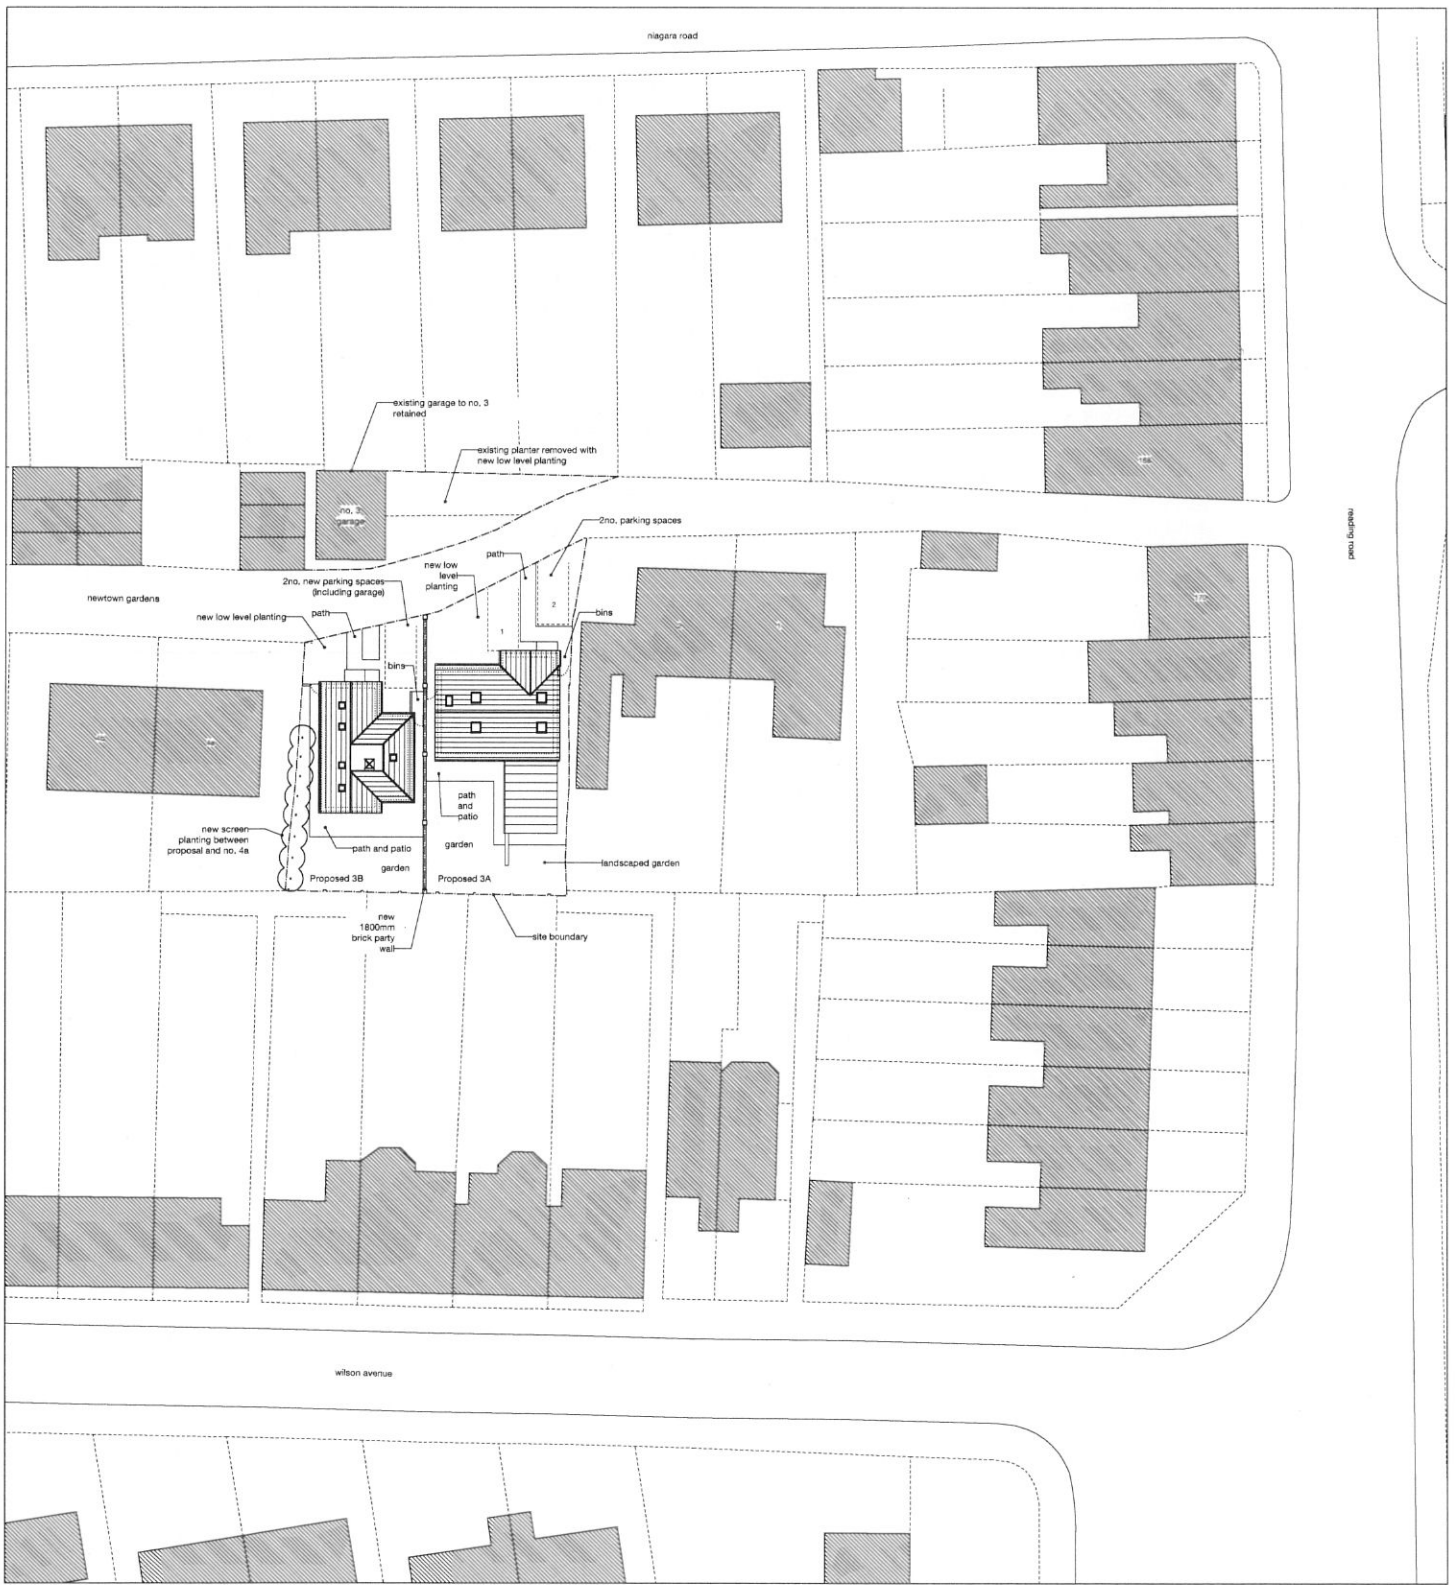 niagara road
existing garage to no. 3
retained
existing planter removed with
new low level planting
no. 3
garage
2no. parking spaces
reading road
path
new low
level
planting
2no. new parking spaces
(including garage)
newtown gardens
new low level planting
path
2
bins
1
bins
path
and
patio
new screen
planting between
proposal and no. 4a
path and patio
garden
garden
landscaped garden
Proposed 3B
Proposed 3A
new
1800mm
brick party
wall
site boundary
wilson avenue